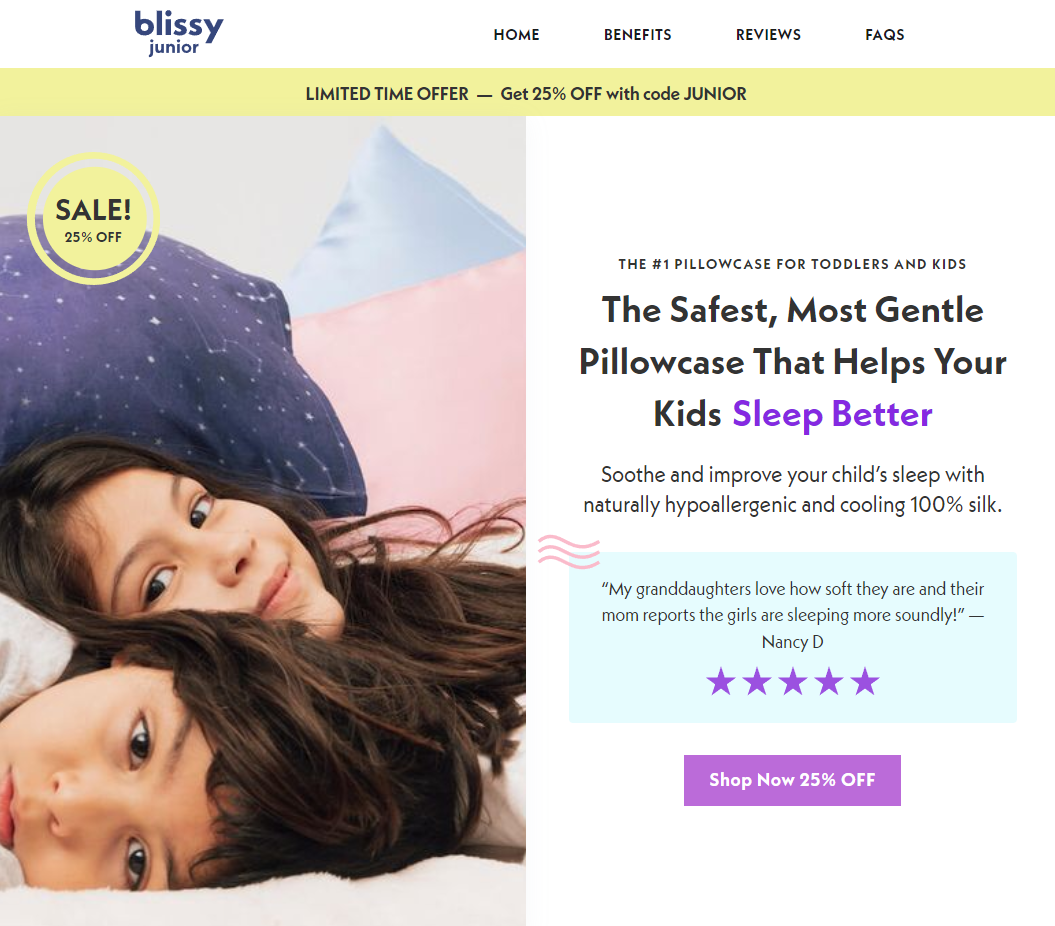 blissy
junior
HOME
BENEFITS
REVIEWS
FAQS
LIMITED TIME OFFER — Get 25% OFF with code JUNIOR
SALE!
25% OFF
THE #1 PILLOWCASE FOR TODDLERS AND KIDS
The Safest, Most Gentle
Pillowcase That Helps Your
Kids Sleep Better
Soothe and improve your child’s sleep with
naturally hypoallergenic and cooling 100% silk.
“My granddaughters love how soft they are and their
mom reports the girls are sleeping more soundly!” —
Nancy D
Shop Now 25% OFF